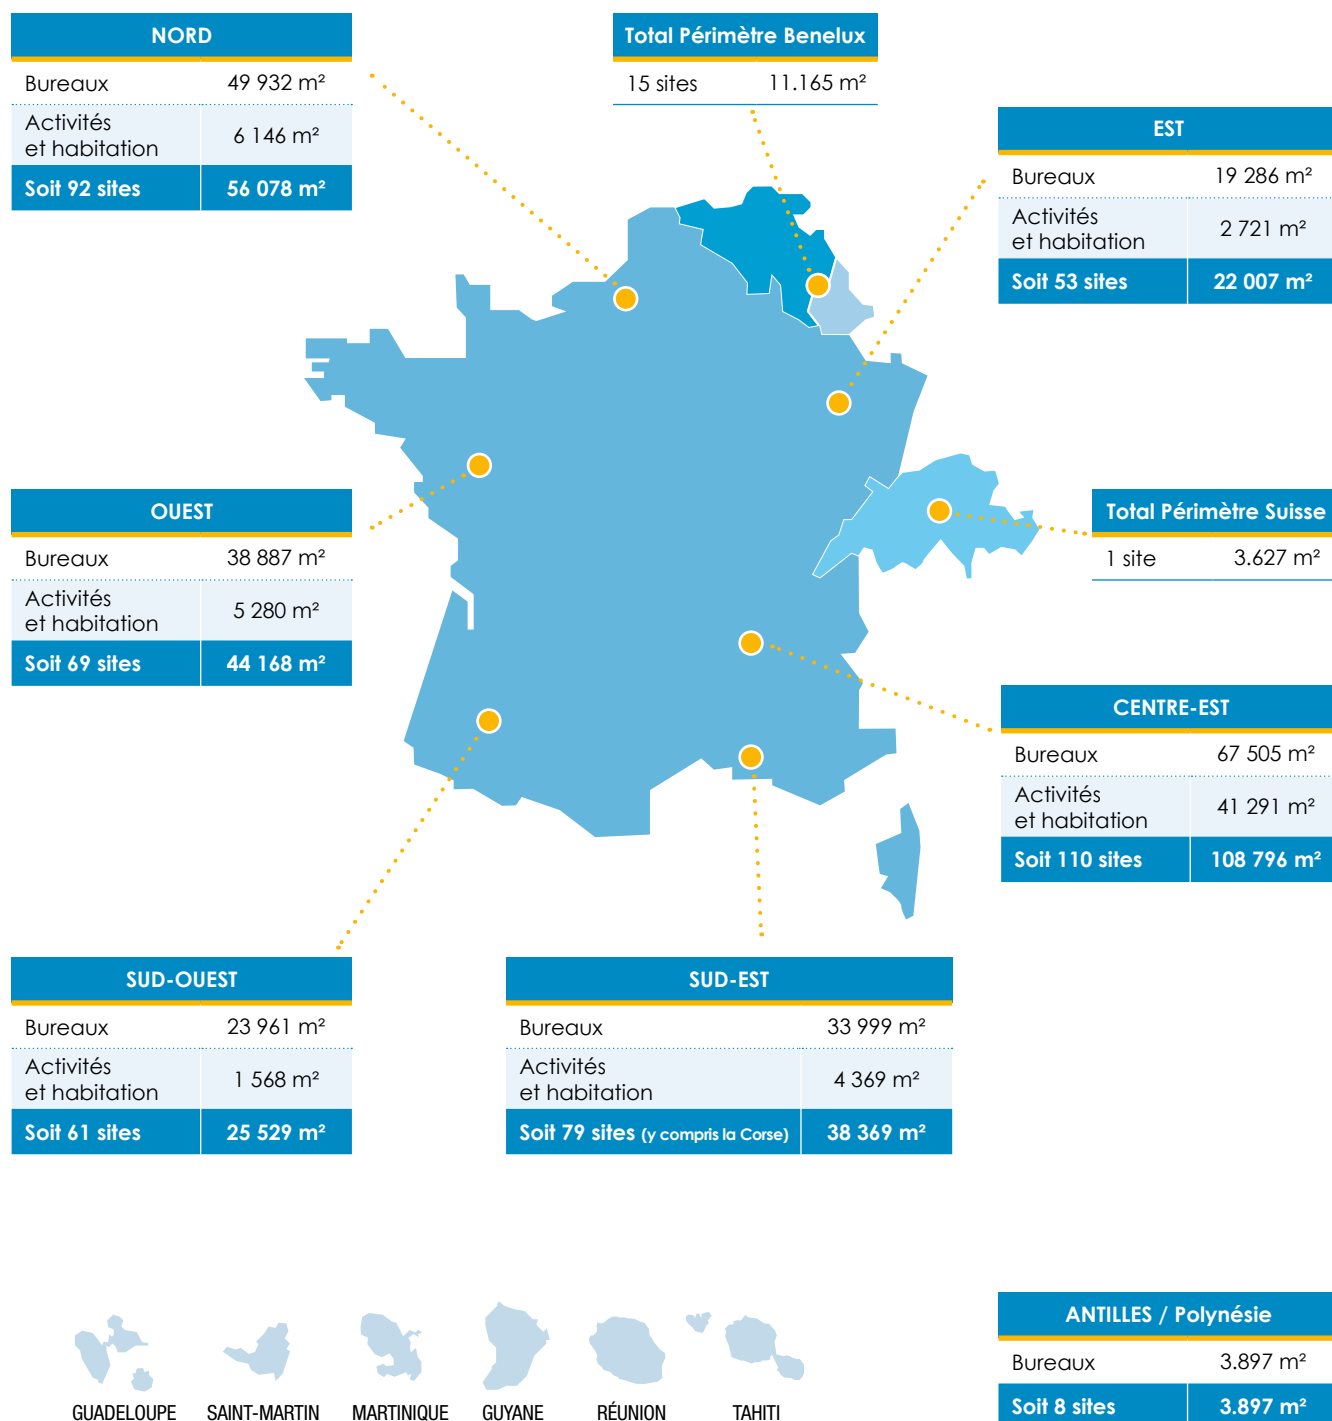 NORD
Bureaux 49 932 m²
Activités
et habitation 6 146 m²
Soit 92 sites 56 078 m²
Total Périmètre Benelux
15 sites 11.165 m²
EST
Bureaux 19 286 m²
Activités
et habitation 2 721 m²
Soit 53 sites 22 007 m²
OUEST
Bureaux 38 887 m²
Activités
et habitation 5 280 m²
Soit 69 sites 44 168 m²
Total Périmètre Suisse
1 site 3.627 m²
CENTRE-EST
Bureaux 67 505 m²
Activités
et habitation 41 291 m²
Soit 110 sites 108 796 m²
SUD-OUEST
Bureaux 23 961 m²
Activités
et habitation 1 568 m²
Soit 61 sites 25 529 m²
SUD-EST
Bureaux 33 999 m²
Activités
et habitation 4 369 m²
Soit 79 sites (y compris la Corse) 38 369 m²
ANTILLES / Polynésie
Bureaux 3.897 m²
Soit 8 sites 3.897 m²
GUADELOUPE SAINT-MARTIN MARTINIQUE GUYANE RÉUNION TAHITI